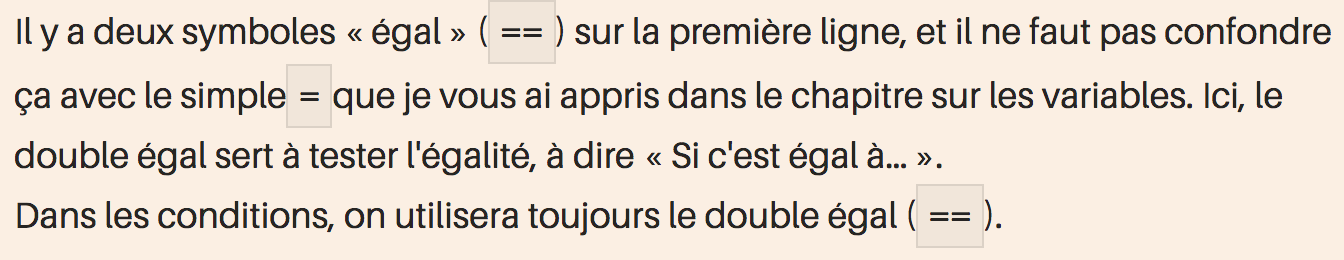 Il y a deux symboles « égal » ( == ) sur la première ligne, et il ne faut pas confondre
ça avec le simple = que je vous ai appris dans le chapitre sur les variables. Ici, le
double égal sert à tester l'égalité, à dire « Si c'est égal à... ».
Dans les conditions, on utilisera toujours le double égal ( == ).